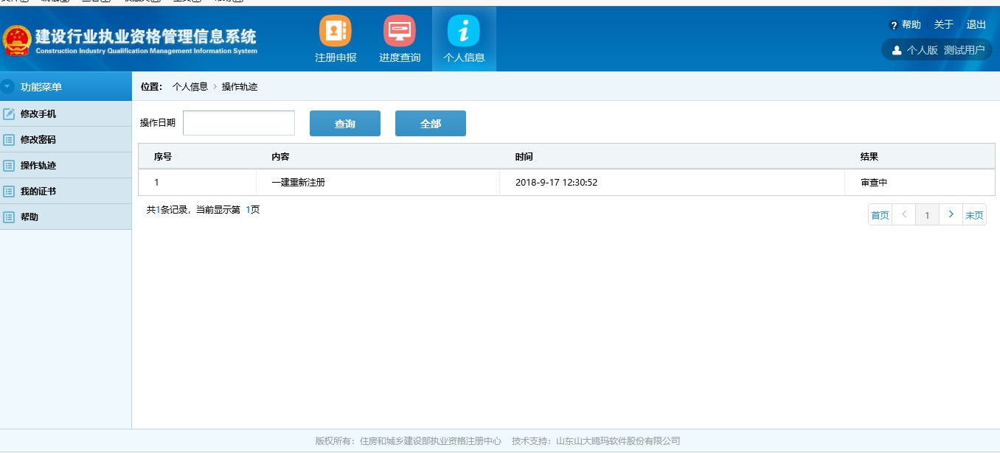 建设行业执业资格管理信息系统
Construction Industry Qualification Management Information System
注册申报 进度查询 个人信息
? 帮助 关于 退出
个人版 测试用户
功能菜单
修改手机
修改密码
操作轨迹
我的证书
帮助
位置： 个人信息 › 操作轨迹
操作日期 查询 全部
序号 内容 时间 结果
1 一建重新注册 2018-9-17 12:30:52 审查中
共1条记录，当前显示第 1页
首页 < 1 > 末页
版权所有：住房和城乡建设部执业资格注册中心 技术支持：山东山大鸥玛软件股份有限公司